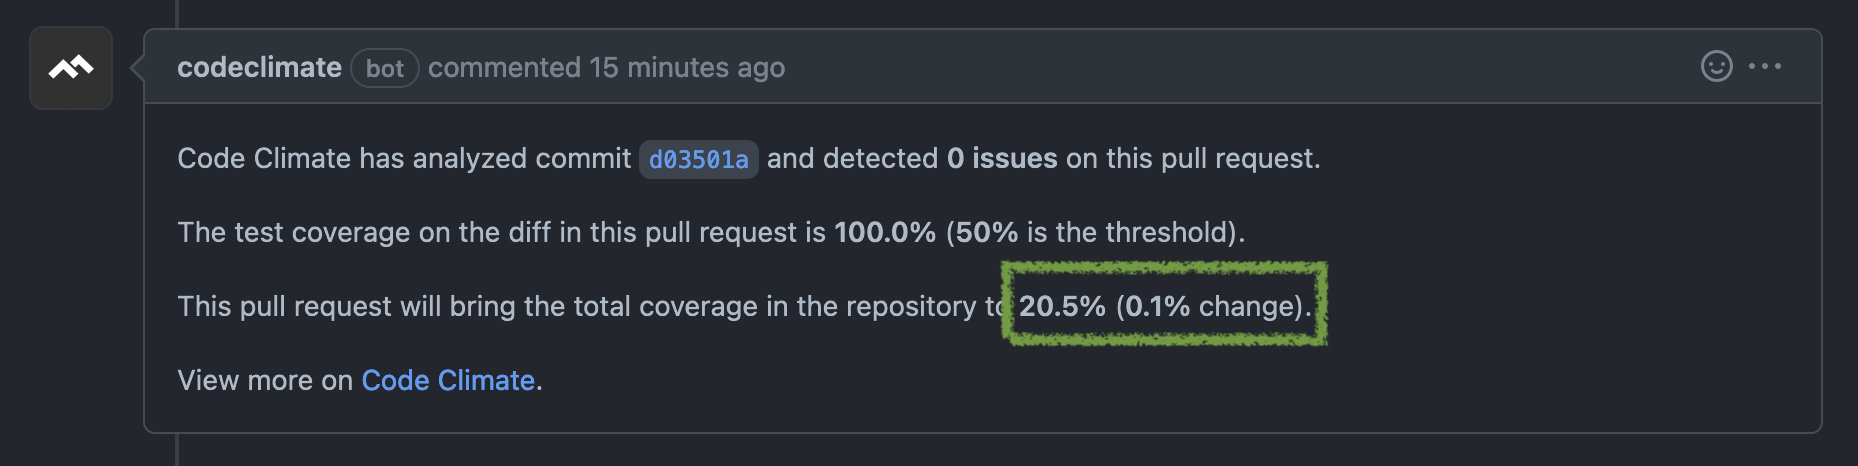 codeclimate bot commented 15 minutes ago
Code Climate has analyzed commit d03501a and detected 0 issues on this pull request.
The test coverage on the diff in this pull request is 100.0% (50% is the threshold).
This pull request will bring the total coverage in the repository to 20.5% (0.1% change).
View more on Code Climate.